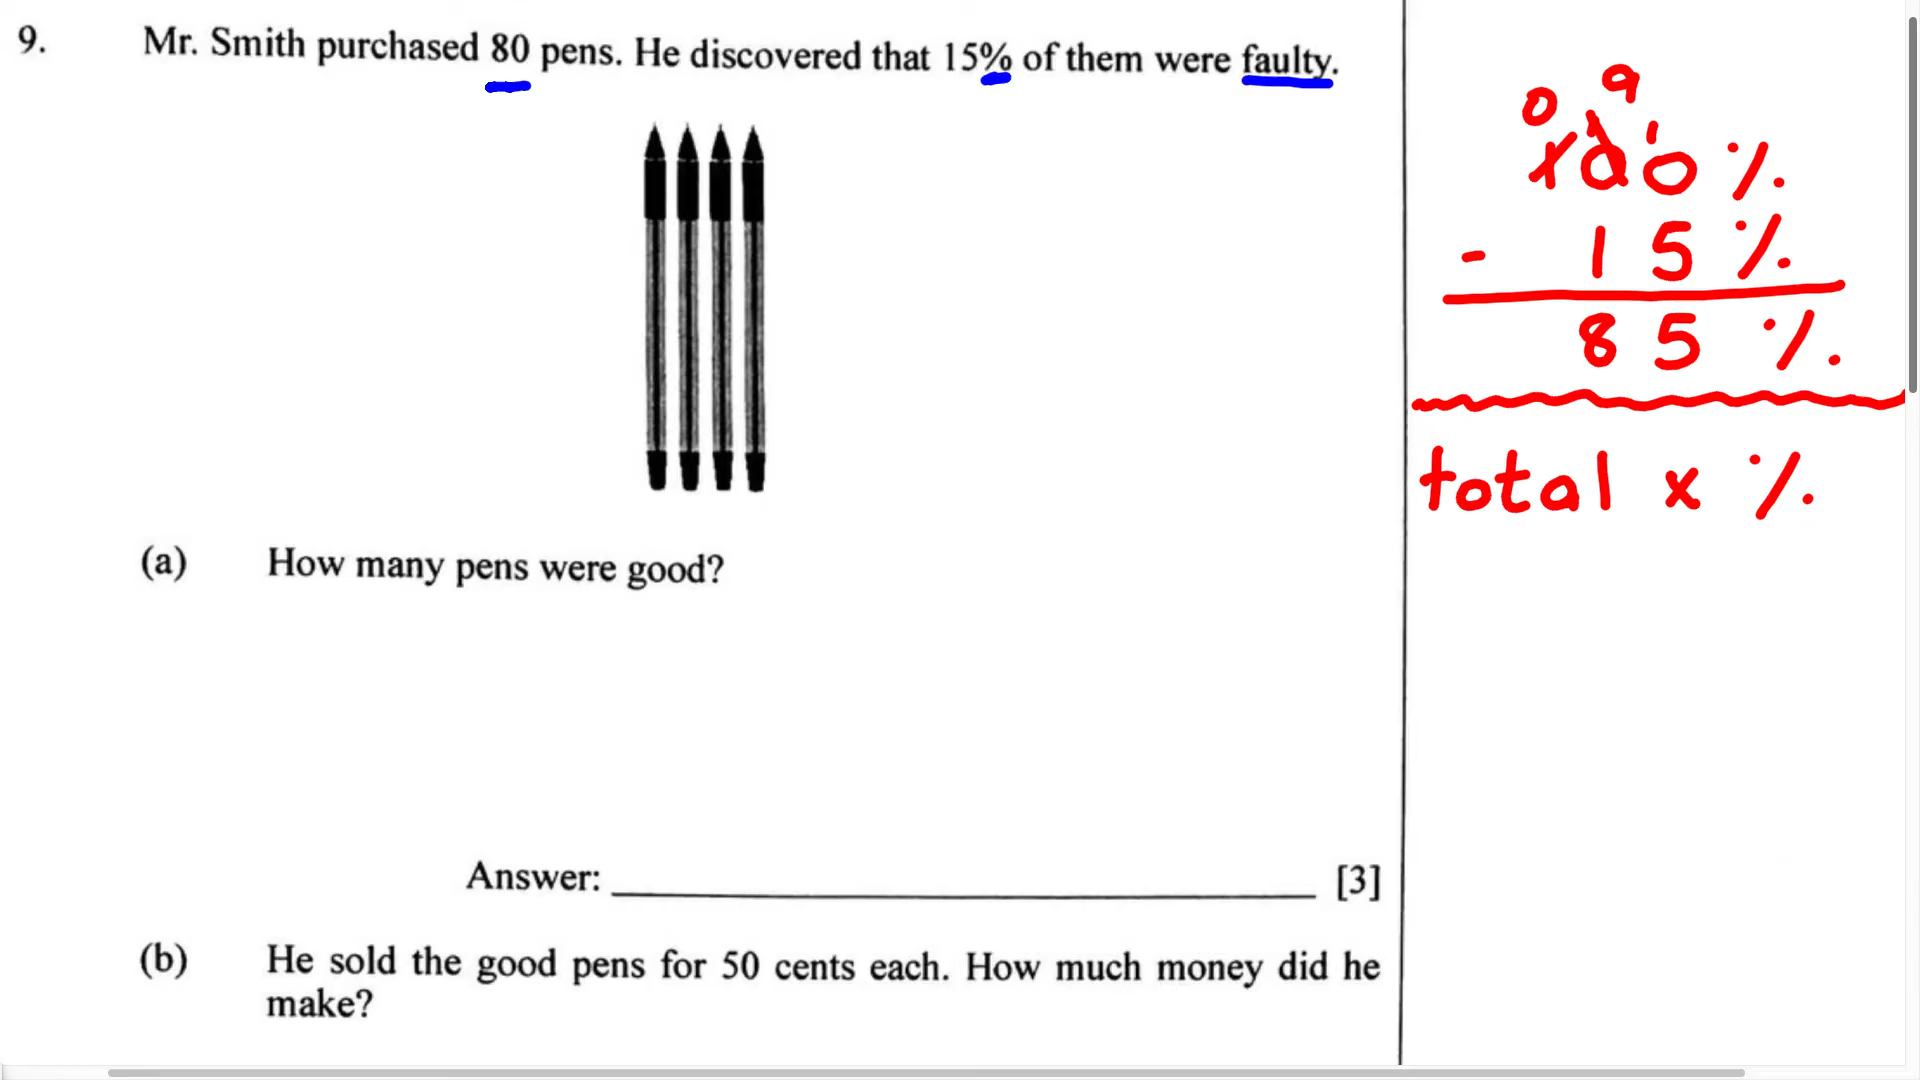 9. Mr. Smith purchased 80 pens. He discovered that 15% of them were faulty.
(a) How many pens were good?
Answer: [3]
(b) He sold the good pens for 50 cents each. How much money did he
make?
0 9
1 1
100%
- 15%
85%
total x %